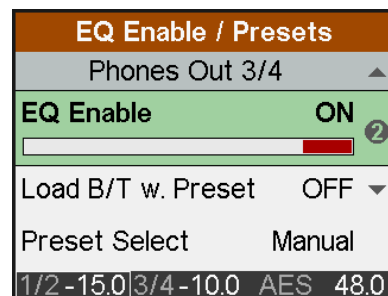 EQ Enable / Presets
Phones Out 3/4
EQ Enable ON
2
Load B/T w. Preset OFF
Preset Select Manual
1/2 -15.0 3/4 -10.0 AES 48.0